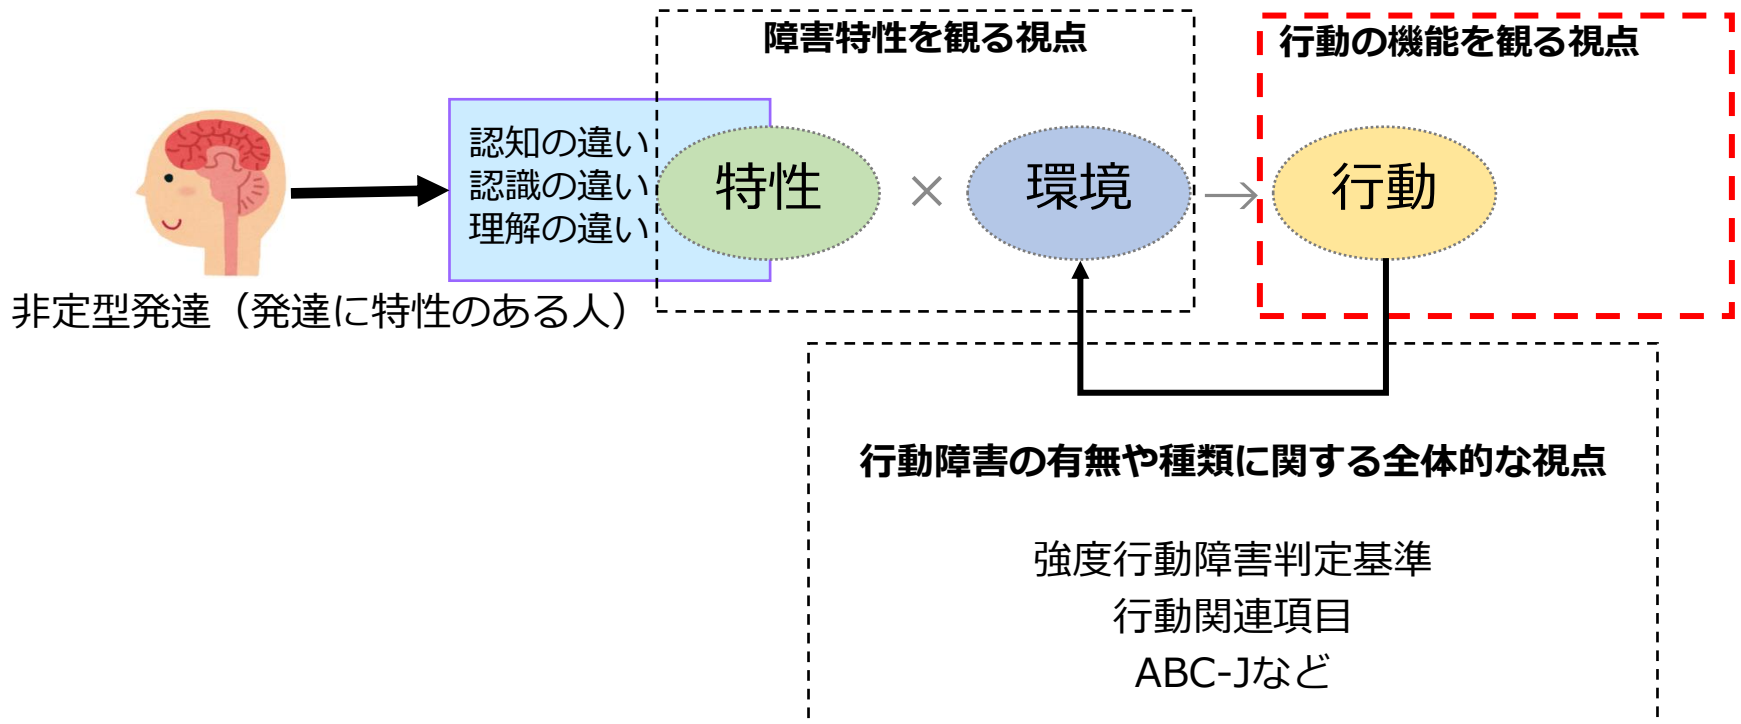 障害特性を観る視点
行動の機能を観る視点
認知の違い
認識の違い
理解の違い
特性
×
環境
→
行動
非定型発達（発達に特性のある人）
行動障害の有無や種類に関する全体的な視点
強度行動障害判定基準
行動関連項目
ABC-Jなど